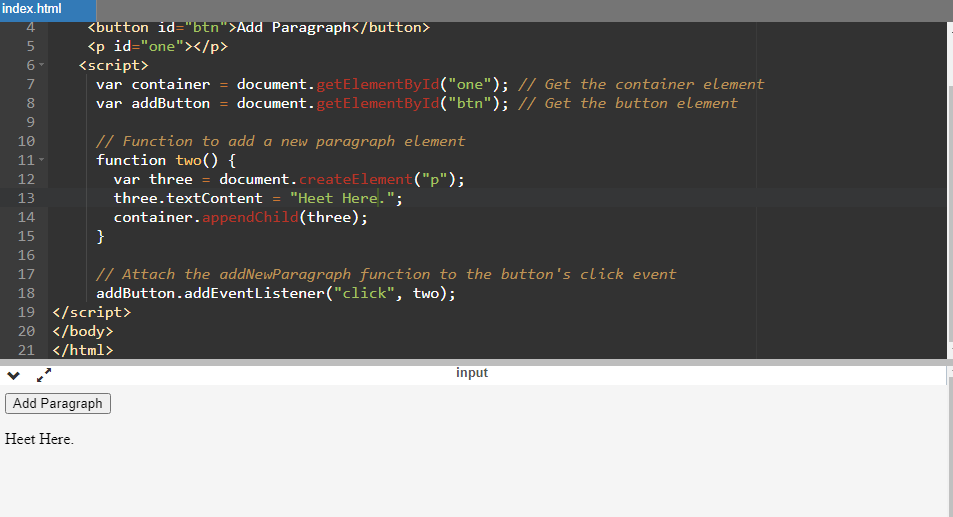 index.html
4 <button id="btn">Add Paragraph</button>
5 <p id="one"></p>
6 <script>
7 var container = document.getElementById("one"); // Get the container element
8 var addButton = document.getElementById("btn"); // Get the button element
9
10 // Function to add a new paragraph element
11 function two() {
12 var three = document.createElement("p");
13 three.textContent = "Heet Here.";
14 container.appendChild(three);
15 }
16
17 // Attach the addNewParagraph function to the button's click event
18 addButton.addEventListener("click", two);
19 </script>
20 </body>
21 </html>
input
Add Paragraph
Heet Here.